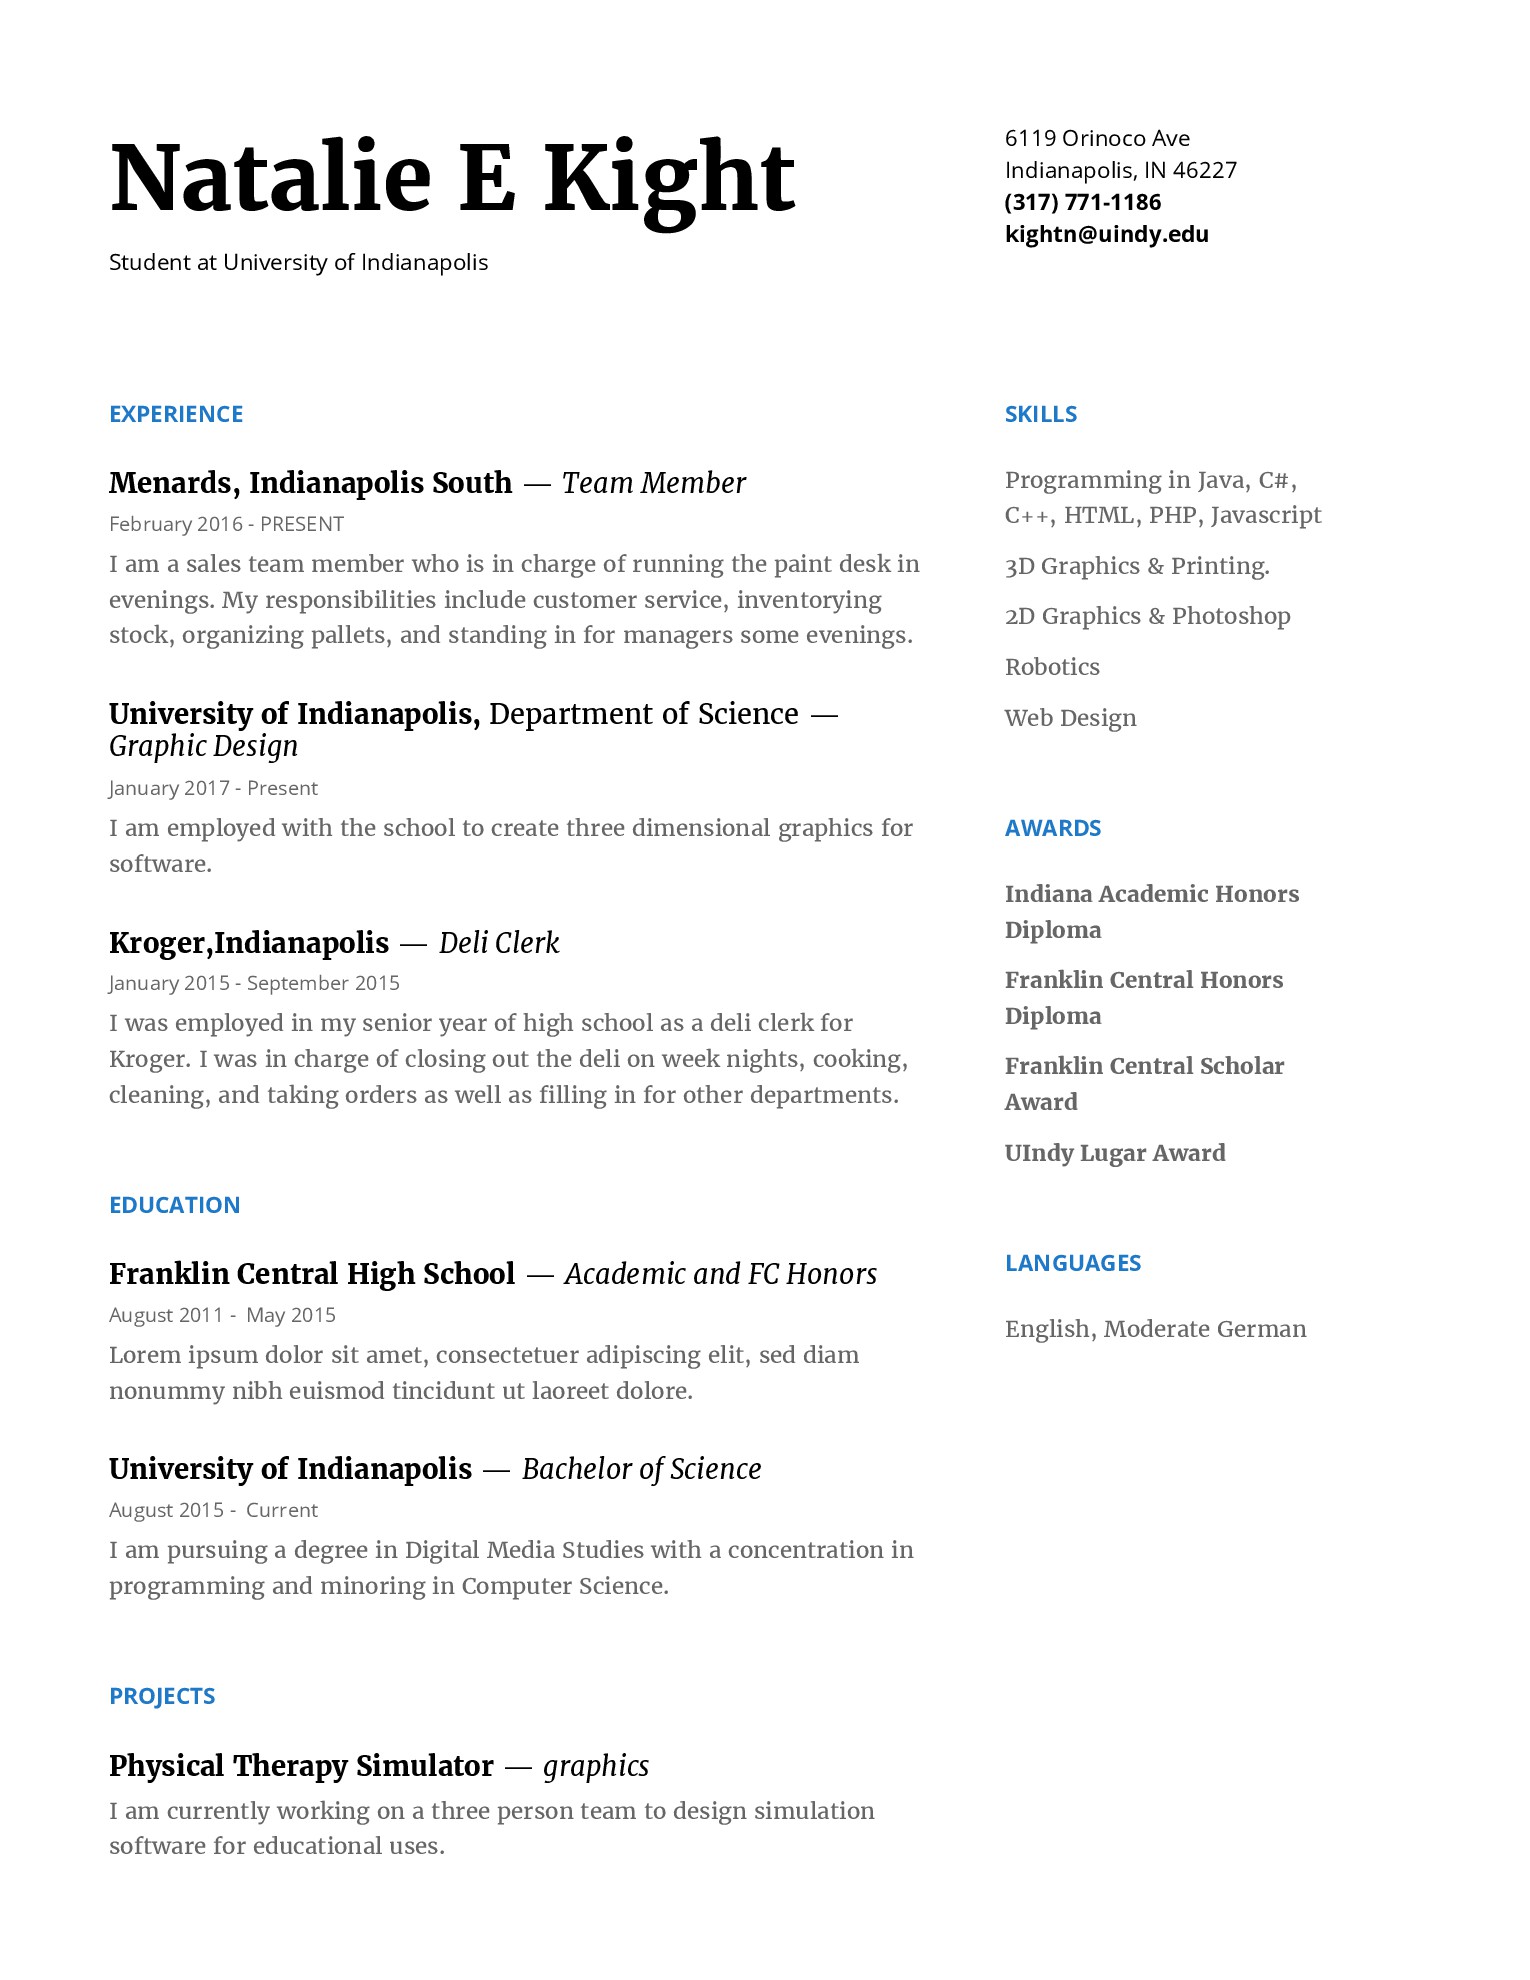 Natalie E Kight
Student at University of Indianapolis
6119 Orinoco Ave
Indianapolis, IN 46227
(317) 771-1186
kightn@uindy.edu
EXPERIENCE
Menards, Indianapolis South — Team Member
February 2016 - PRESENT
I am a sales team member who is in charge of running the paint desk in
evenings. My responsibilities include customer service, inventorying
stock, organizing pallets, and standing in for managers some evenings.
University of Indianapolis, Department of Science —
Graphic Design
January 2017 - Present
I am employed with the school to create three dimensional graphics for
software.
Kroger,Indianapolis — Deli Clerk
January 2015 - September 2015
I was employed in my senior year of high school as a deli clerk for
Kroger. I was in charge of closing out the deli on week nights, cooking,
cleaning, and taking orders as well as filling in for other departments.
EDUCATION
Franklin Central High School — Academic and FC Honors
August 2011 - May 2015
Lorem ipsum dolor sit amet, consectetuer adipiscing elit, sed diam
nonummy nibh euismod tincidunt ut laoreet dolore.
University of Indianapolis — Bachelor of Science
August 2015 - Current
I am pursuing a degree in Digital Media Studies with a concentration in
programming and minoring in Computer Science.
PROJECTS
Physical Therapy Simulator — graphics
I am currently working on a three person team to design simulation
software for educational uses.
SKILLS
Programming in Java, C#,
C++, HTML, PHP, Javascript
3D Graphics & Printing.
2D Graphics & Photoshop
Robotics
Web Design
AWARDS
Indiana Academic Honors
Diploma
Franklin Central Honors
Diploma
Franklin Central Scholar
Award
UIndy Lugar Award
LANGUAGES
English, Moderate German